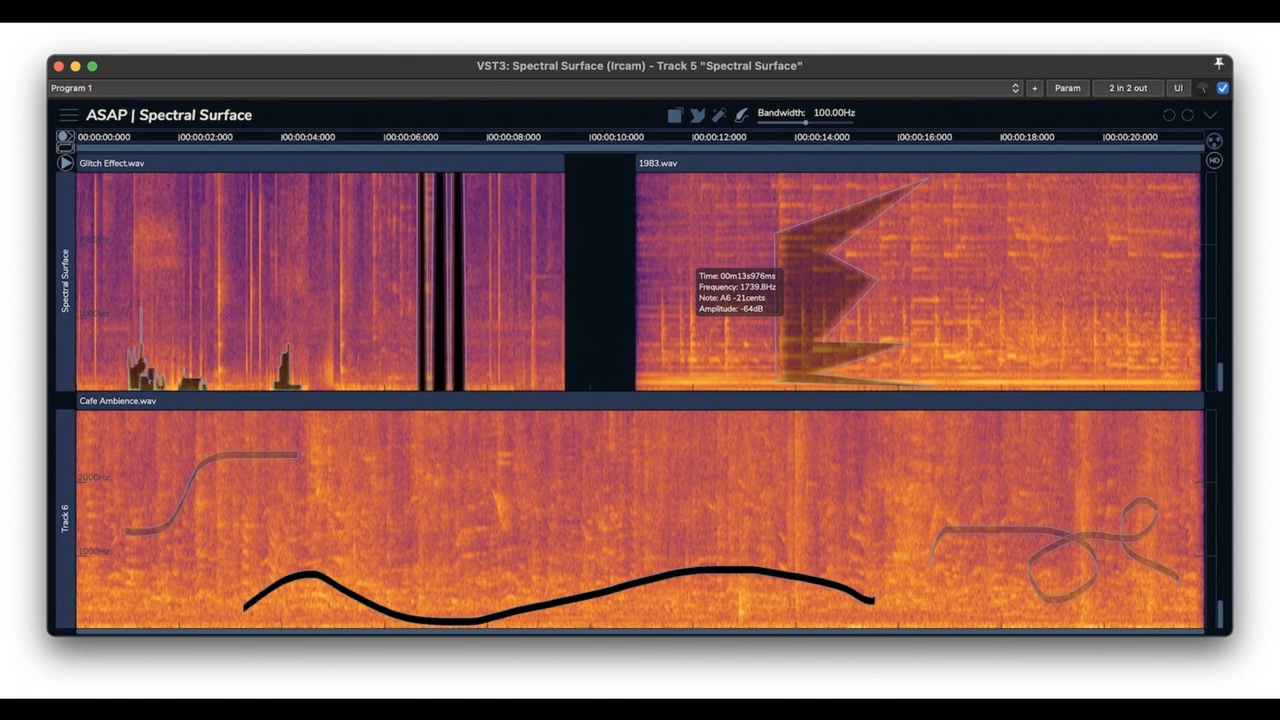 VST3: Spectral Surface (Ircam) - Track 5 "Spectral Surface"
Program 1
+
Param
2 in 2 out
UI
ASAP | Spectral Surface
Bandwidth: 100.00Hz
00:00:00:000
00:00:02:000
00:00:04:000
00:00:06:000
00:00:08:000
00:00:10:000
00:00:12:000
00:00:14:000
00:00:16:000
00:00:18:000
00:00:20:000
Glitch Effect.wav
1983.wav
HD
Spectral Surface
2000Hz
1000Hz
Time: 00m13s976ms
Frequency: 1739.8Hz
Note: A6 -21cents
Amplitude: -64dB
Cafe Ambience.wav
Track 6
2000Hz
1000Hz